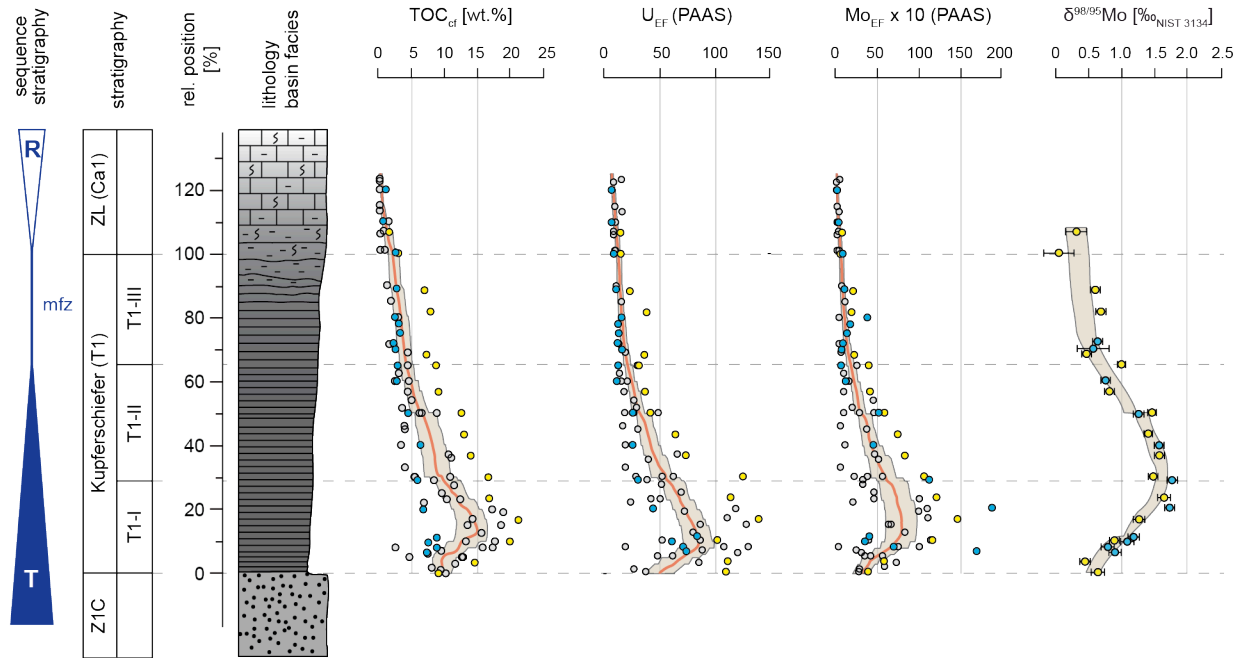 sequence
stratigraphy
stratigraphy
rel. position
[%]
lithology
basin facies
TOCcf [wt.%]
UEF (PAAS)
MoEF x 10 (PAAS)
δ98/95Mo [‰NIST 3134]
0 5 10 15 20 25
0 50 100 150
0 50 100 150 200
0 0.5 1.0 1.5 2.0 2.5
R
mfz
T
ZL (Ca1)
Kupferschiefer (T1)
Z1C
T1-III
T1-II
T1-I
120
100
80
60
40
20
0